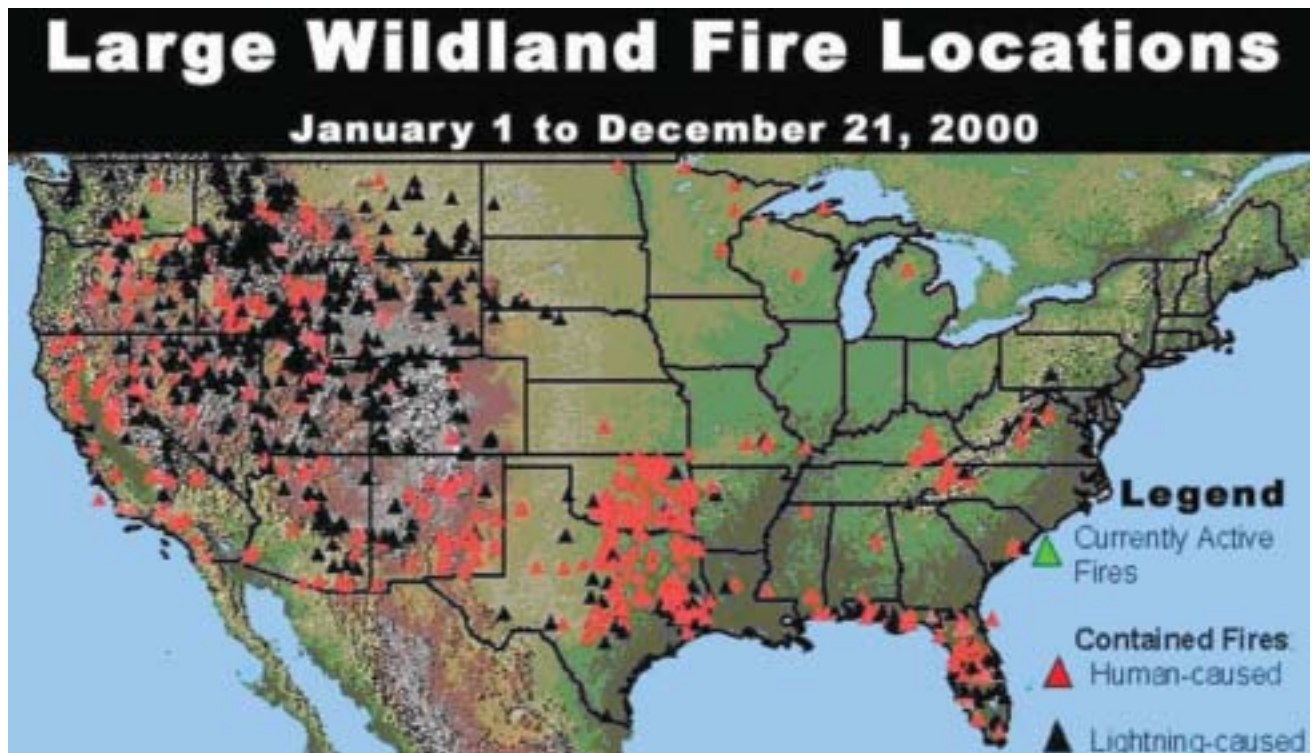 Large Wildland Fire Locations
January 1 to December 21, 2000
Legend
Currently Active
Fires
Contained Fires:
Human-caused
Lightning-caused